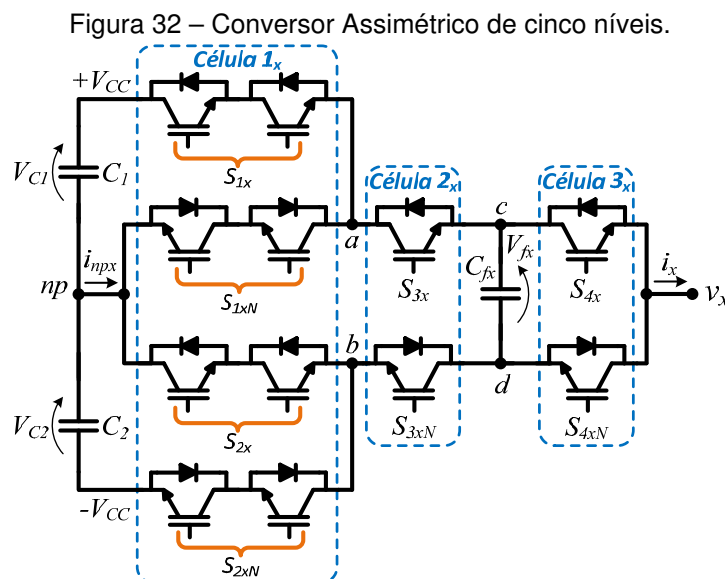 Figura 32 – Conversor Assimétrico de cinco níveis.
Célula 1x
+VCC
VC1
C1
S1x
Célula 2x
Célula 3x
a
c
inpx
np
S1xN
S3x
Cfx
Vfx
S4x
ix
vx
b
d
VC2
C2
S2x
S3xN
S4xN
-VCC
S2xN